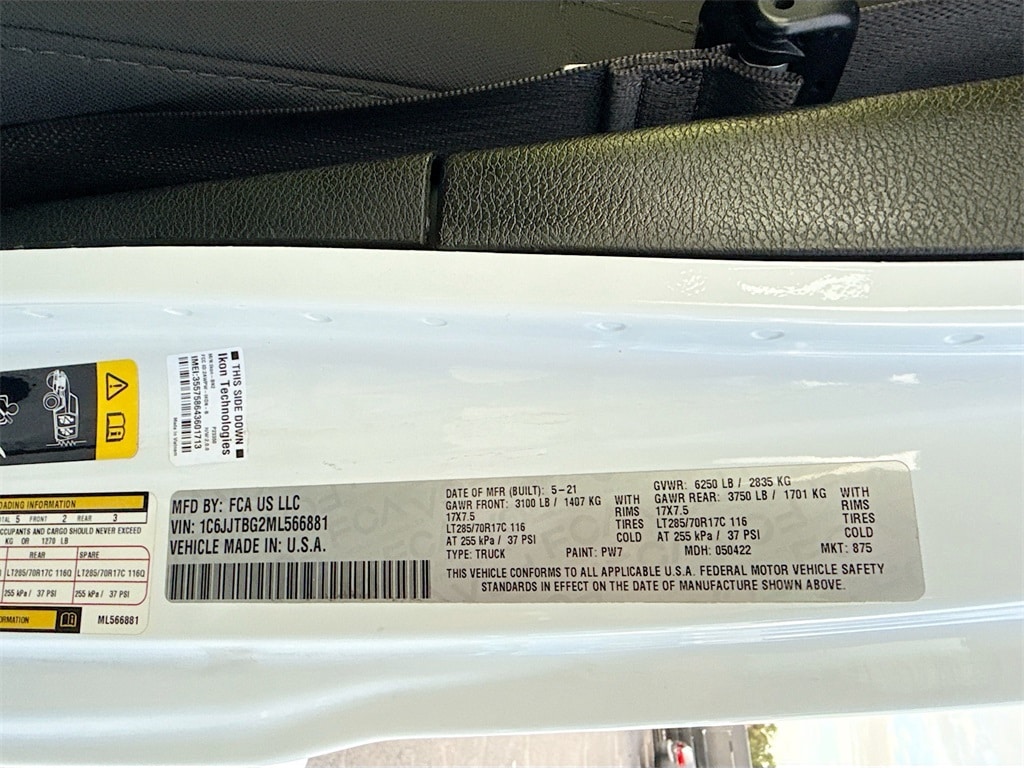 THIS SIDE DOWN
Ikon Technologies
IMEI:355758643601713
Made in Vietnam
LOADING INFORMATION
TOTAL 5 FRONT 2 REAR 3
OCCUPANTS AND CARGO SHOULD NEVER EXCEED
KG OR 1270 LB
REAR SPARE
LT285/70R17C 116Q LT285/70R17C 116Q
255 kPa / 37 PSI 255 kPa / 37 PSI
ML566881
MFD BY: FCA US LLC
VIN: 1C6JJTBG2ML566881
VEHICLE MADE IN: U.S.A.
DATE OF MFR (BUILT): 5-21 GVWR: 6250 LB / 2835 KG
GAWR FRONT: 3100 LB / 1407 KG WITH GAWR REAR: 3750 LB / 1701 KG WITH
17X7.5 RIMS 17X7.5 RIMS
LT285/70R17C 116 TIRES LT285/70R17C 116 TIRES
AT 255 kPa / 37 PSI COLD AT 255 kPa / 37 PSI COLD
TYPE: TRUCK PAINT: PW7 MDH: 050422 MKT: 875
THIS VEHICLE CONFORMS TO ALL APPLICABLE U.S.A. FEDERAL MOTOR VEHICLE SAFETY
STANDARDS IN EFFECT ON THE DATE OF MANUFACTURE SHOWN ABOVE.